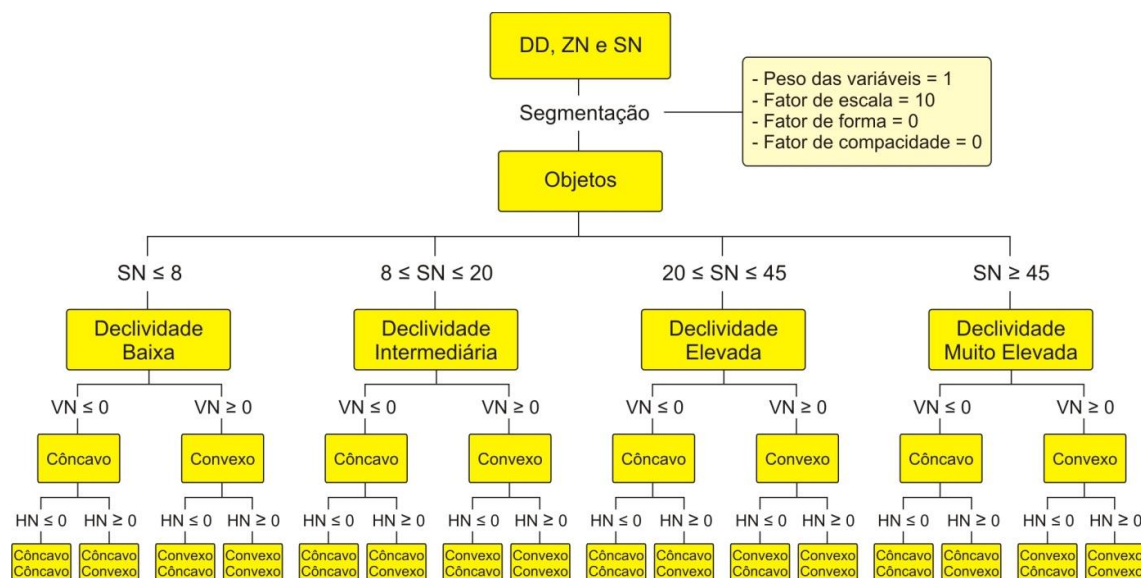 DD, ZN e SN
Segmentação
- Peso das variáveis = 1
- Fator de escala = 10
- Fator de forma = 0
- Fator de compacidade = 0
Objetos
SN ≤ 8
8 ≤ SN ≤ 20
20 ≤ SN ≤ 45
SN ≥ 45
Declividade
Baixa
Declividade
Intermediária
Declividade
Elevada
Declividade
Muito Elevada
VN ≤ 0
VN ≥ 0
VN ≤ 0
VN ≥ 0
VN ≤ 0
VN ≥ 0
VN ≤ 0
VN ≥ 0
Côncavo
Convexo
Côncavo
Convexo
Côncavo
Convexo
Côncavo
Convexo
HN ≤ 0
HN ≥ 0
HN ≤ 0
HN ≥ 0
HN ≤ 0
HN ≥ 0
HN ≤ 0
HN ≥ 0
HN ≤ 0
HN ≥ 0
HN ≤ 0
HN ≥ 0
HN ≤ 0
HN ≥ 0
HN ≤ 0
HN ≥ 0
Côncavo
Côncavo
Côncavo
Convexo
Convexo
Côncavo
Convexo
Convexo
Côncavo
Côncavo
Côncavo
Convexo
Convexo
Côncavo
Convexo
Convexo
Côncavo
Côncavo
Côncavo
Convexo
Convexo
Côncavo
Convexo
Convexo
Côncavo
Côncavo
Côncavo
Convexo
Convexo
Côncavo
Convexo
Convexo